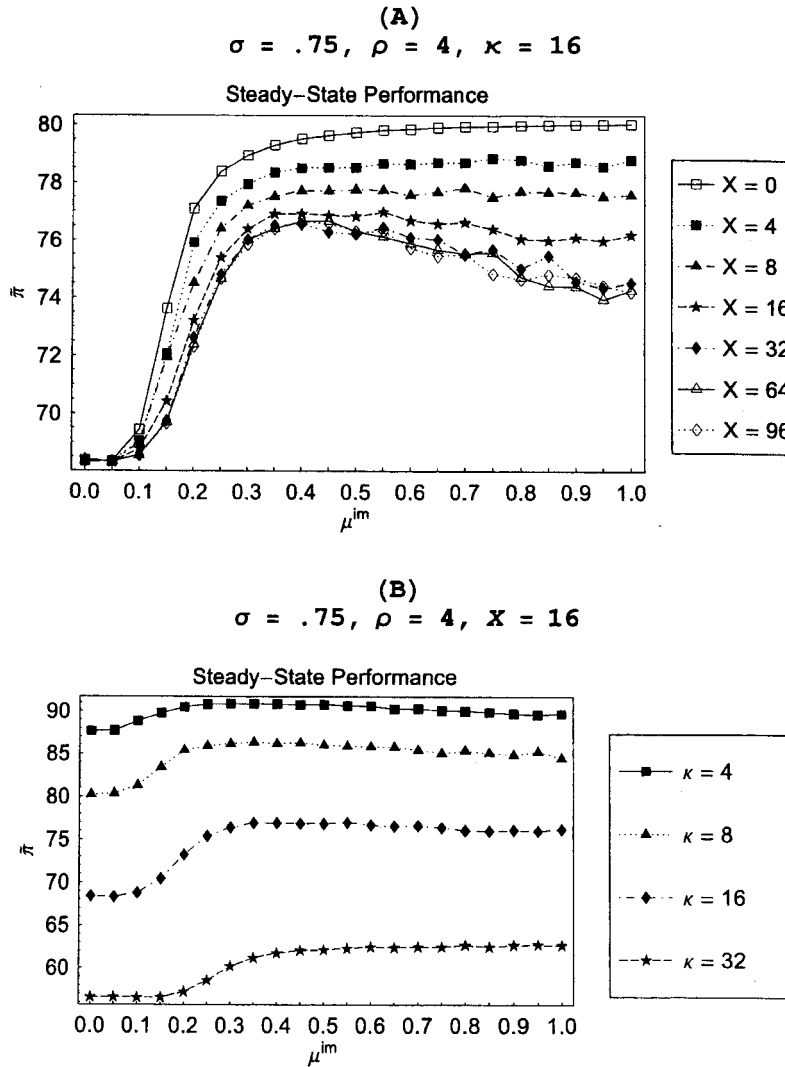 (A)
σ = .75, ρ = 4, κ = 16
Steady−State Performance
80
78
76
74
72
70
π̄
0.0 0.1 0.2 0.3 0.4 0.5 0.6 0.7 0.8 0.9 1.0
μ^im
X = 0
X = 4
X = 8
X = 16
X = 32
X = 64
X = 96
(B)
σ = .75, ρ = 4, X = 16
Steady−State Performance
90
85
80
75
70
65
60
π̄
0.0 0.1 0.2 0.3 0.4 0.5 0.6 0.7 0.8 0.9 1.0
μ^im
κ = 4
κ = 8
κ = 16
κ = 32